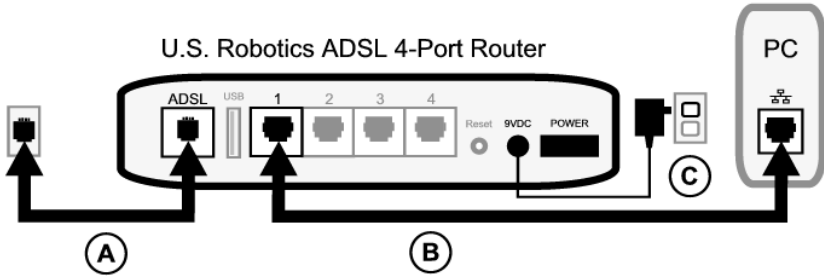 U.S. Robotics ADSL 4-Port Router
PC
ADSL
USB
1
2
3
4
Reset
9VDC
POWER
A
B
C